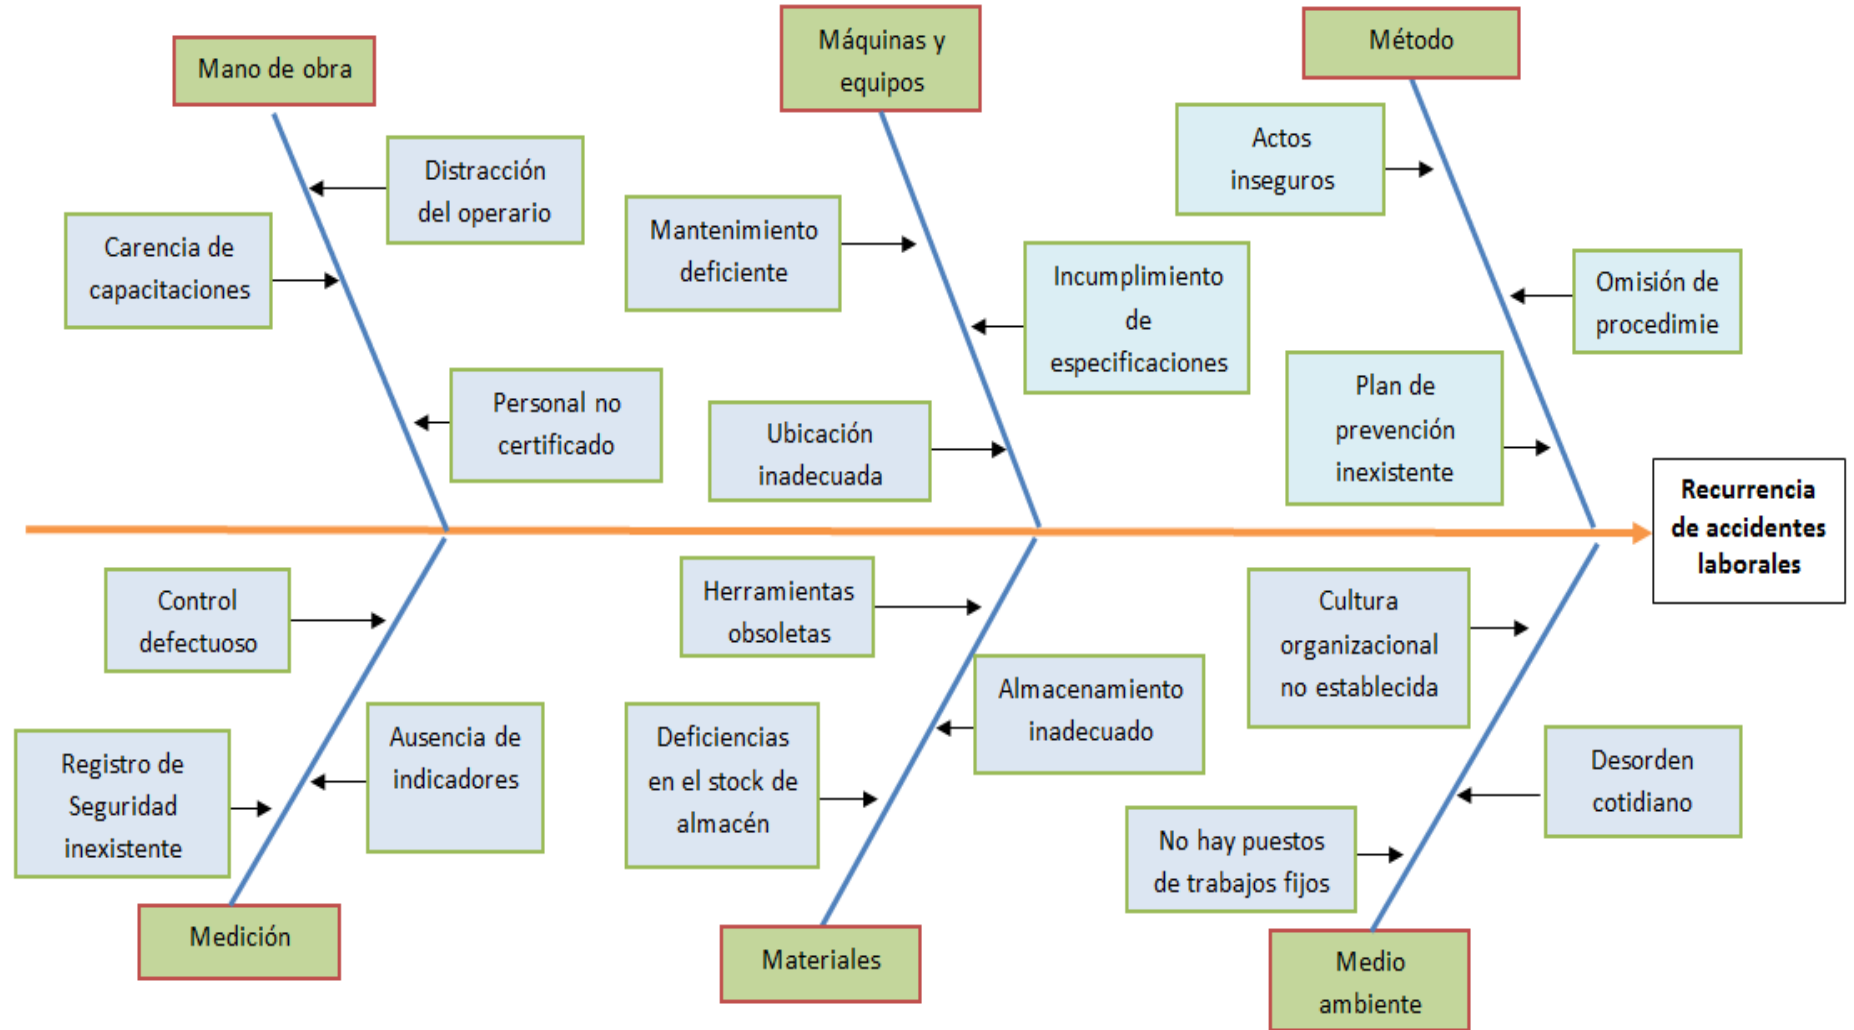 Mano de obra
Máquinas y
equipos
Método
Distracción
del operario
Carencia de
capacitaciones
Personal no
certificado
Mantenimiento
deficiente
Incumplimiento
de
especificaciones
Ubicación
inadecuada
Actos
inseguros
Omisión de
procedimie
Plan de
prevención
inexistente
Recurrencia
de accidentes
laborales
Control
defectuoso
Ausencia de
indicadores
Registro de
Seguridad
inexistente
Herramientas
obsoletas
Almacenamiento
inadecuado
Deficiencias
en el stock de
almacén
Cultura
organizacional
no establecida
Desorden
cotidiano
No hay puestos
de trabajos fijos
Medición
Materiales
Medio
ambiente